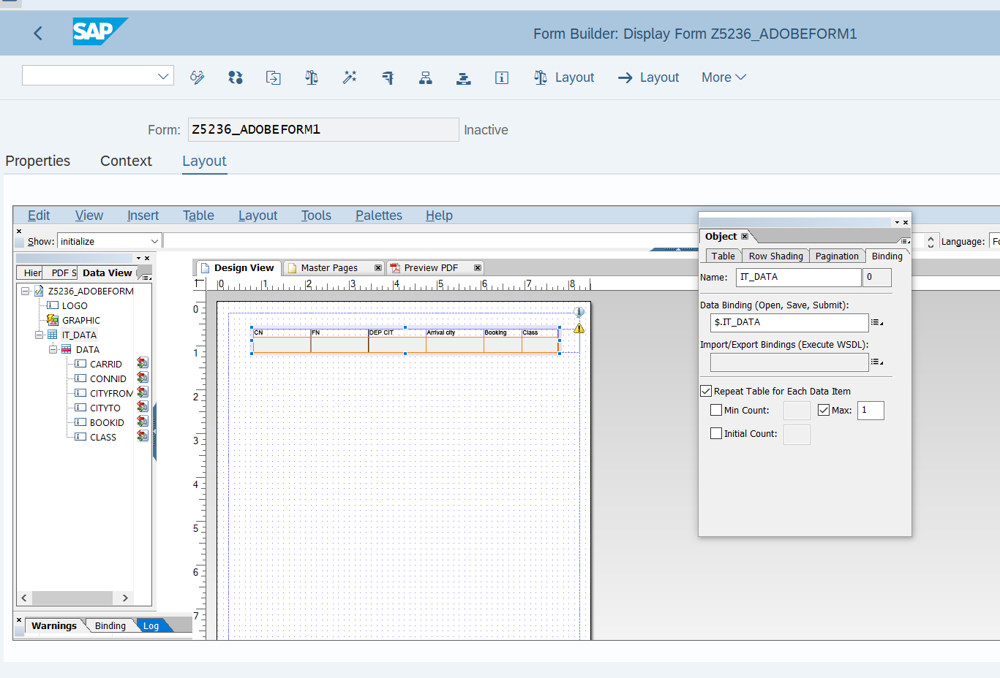 SAP
Form Builder: Display Form Z5236_ADOBEFORM1
Layout
Layout
More
Form: Z5236_ADOBEFORM1 Inactive
Properties Context Layout
Edit View Insert Table Layout Tools Palettes Help
Show: initialize
Language: Fo
Hier PDF S Data View
Z5236_ADOBEFORM
LOGO
GRAPHIC
IT_DATA
DATA
CARRID
CONNID
CITYFROM
CITYTO
BOOKID
CLASS
Warnings Binding Log
Design View Master Pages Preview PDF
0 1 2 3 4 5 6 7 8
0
1
2
3
4
5
6
7
CN FN DEP CIT Arrival city Booking Class
Object
Table Row Shading Pagination Binding
Name: IT_DATA 0
Data Binding (Open, Save, Submit):
$.IT_DATA
Import/Export Bindings (Execute WSDL):
Repeat Table for Each Data Item
Min Count: Max: 1
Initial Count: